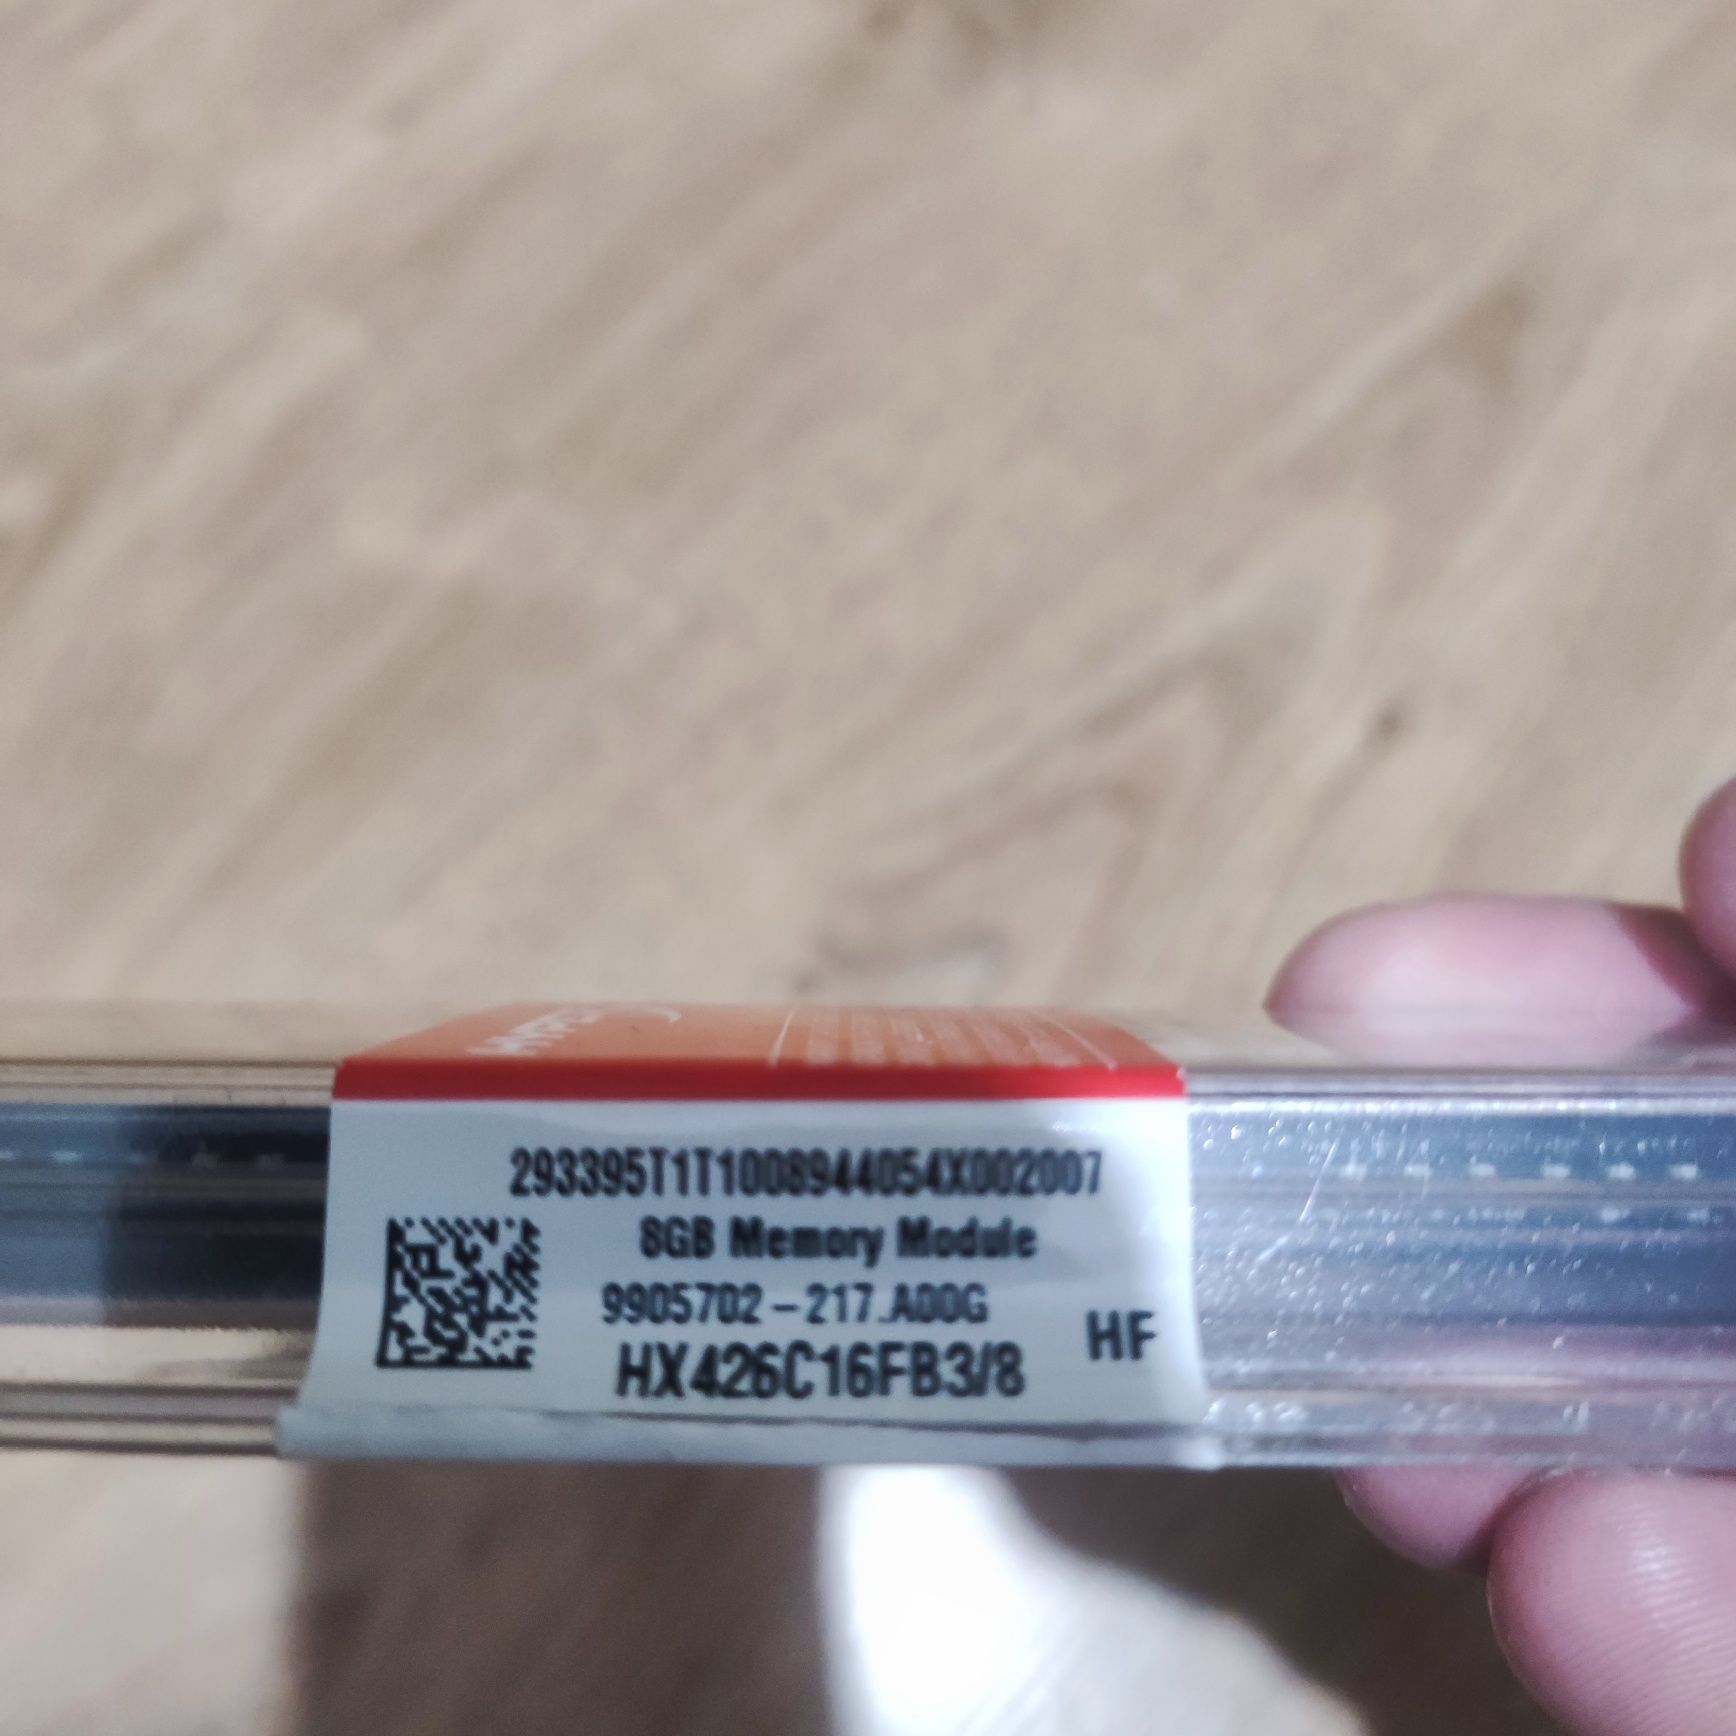 293395T1T1008944054X002007
8GB Memory Module
9905702-217.A00G
HF
HX426C16FB3/8